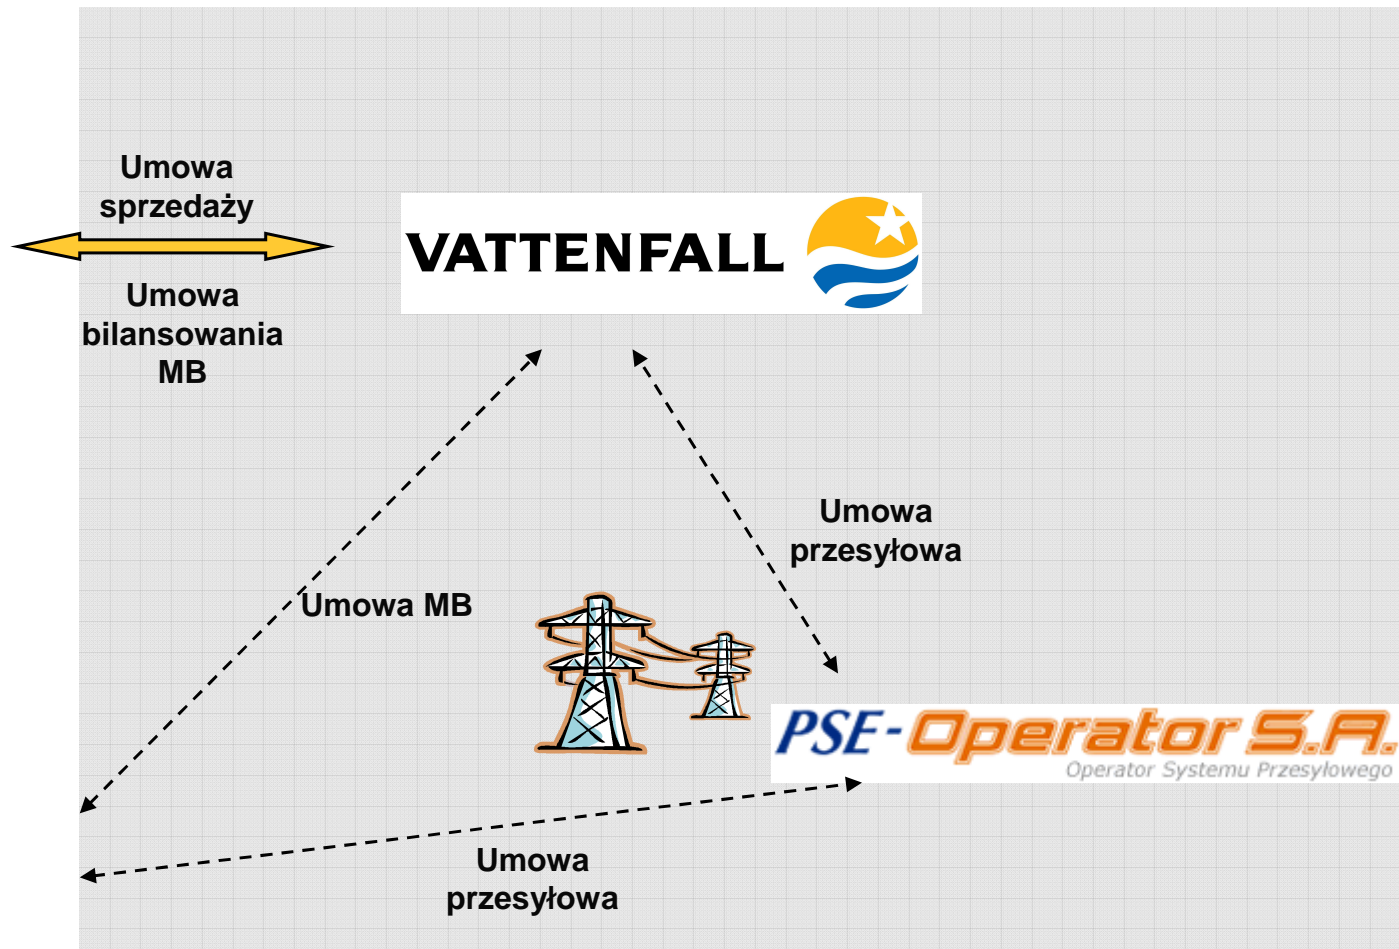 Umowa
sprzedaży
VATTENFALL
Umowa
bilansowania
MB
Umowa
przesyłowa
Umowa MB
PSE-Operator S.A.
Operator Systemu Przesyłowego
Umowa
przesyłowa